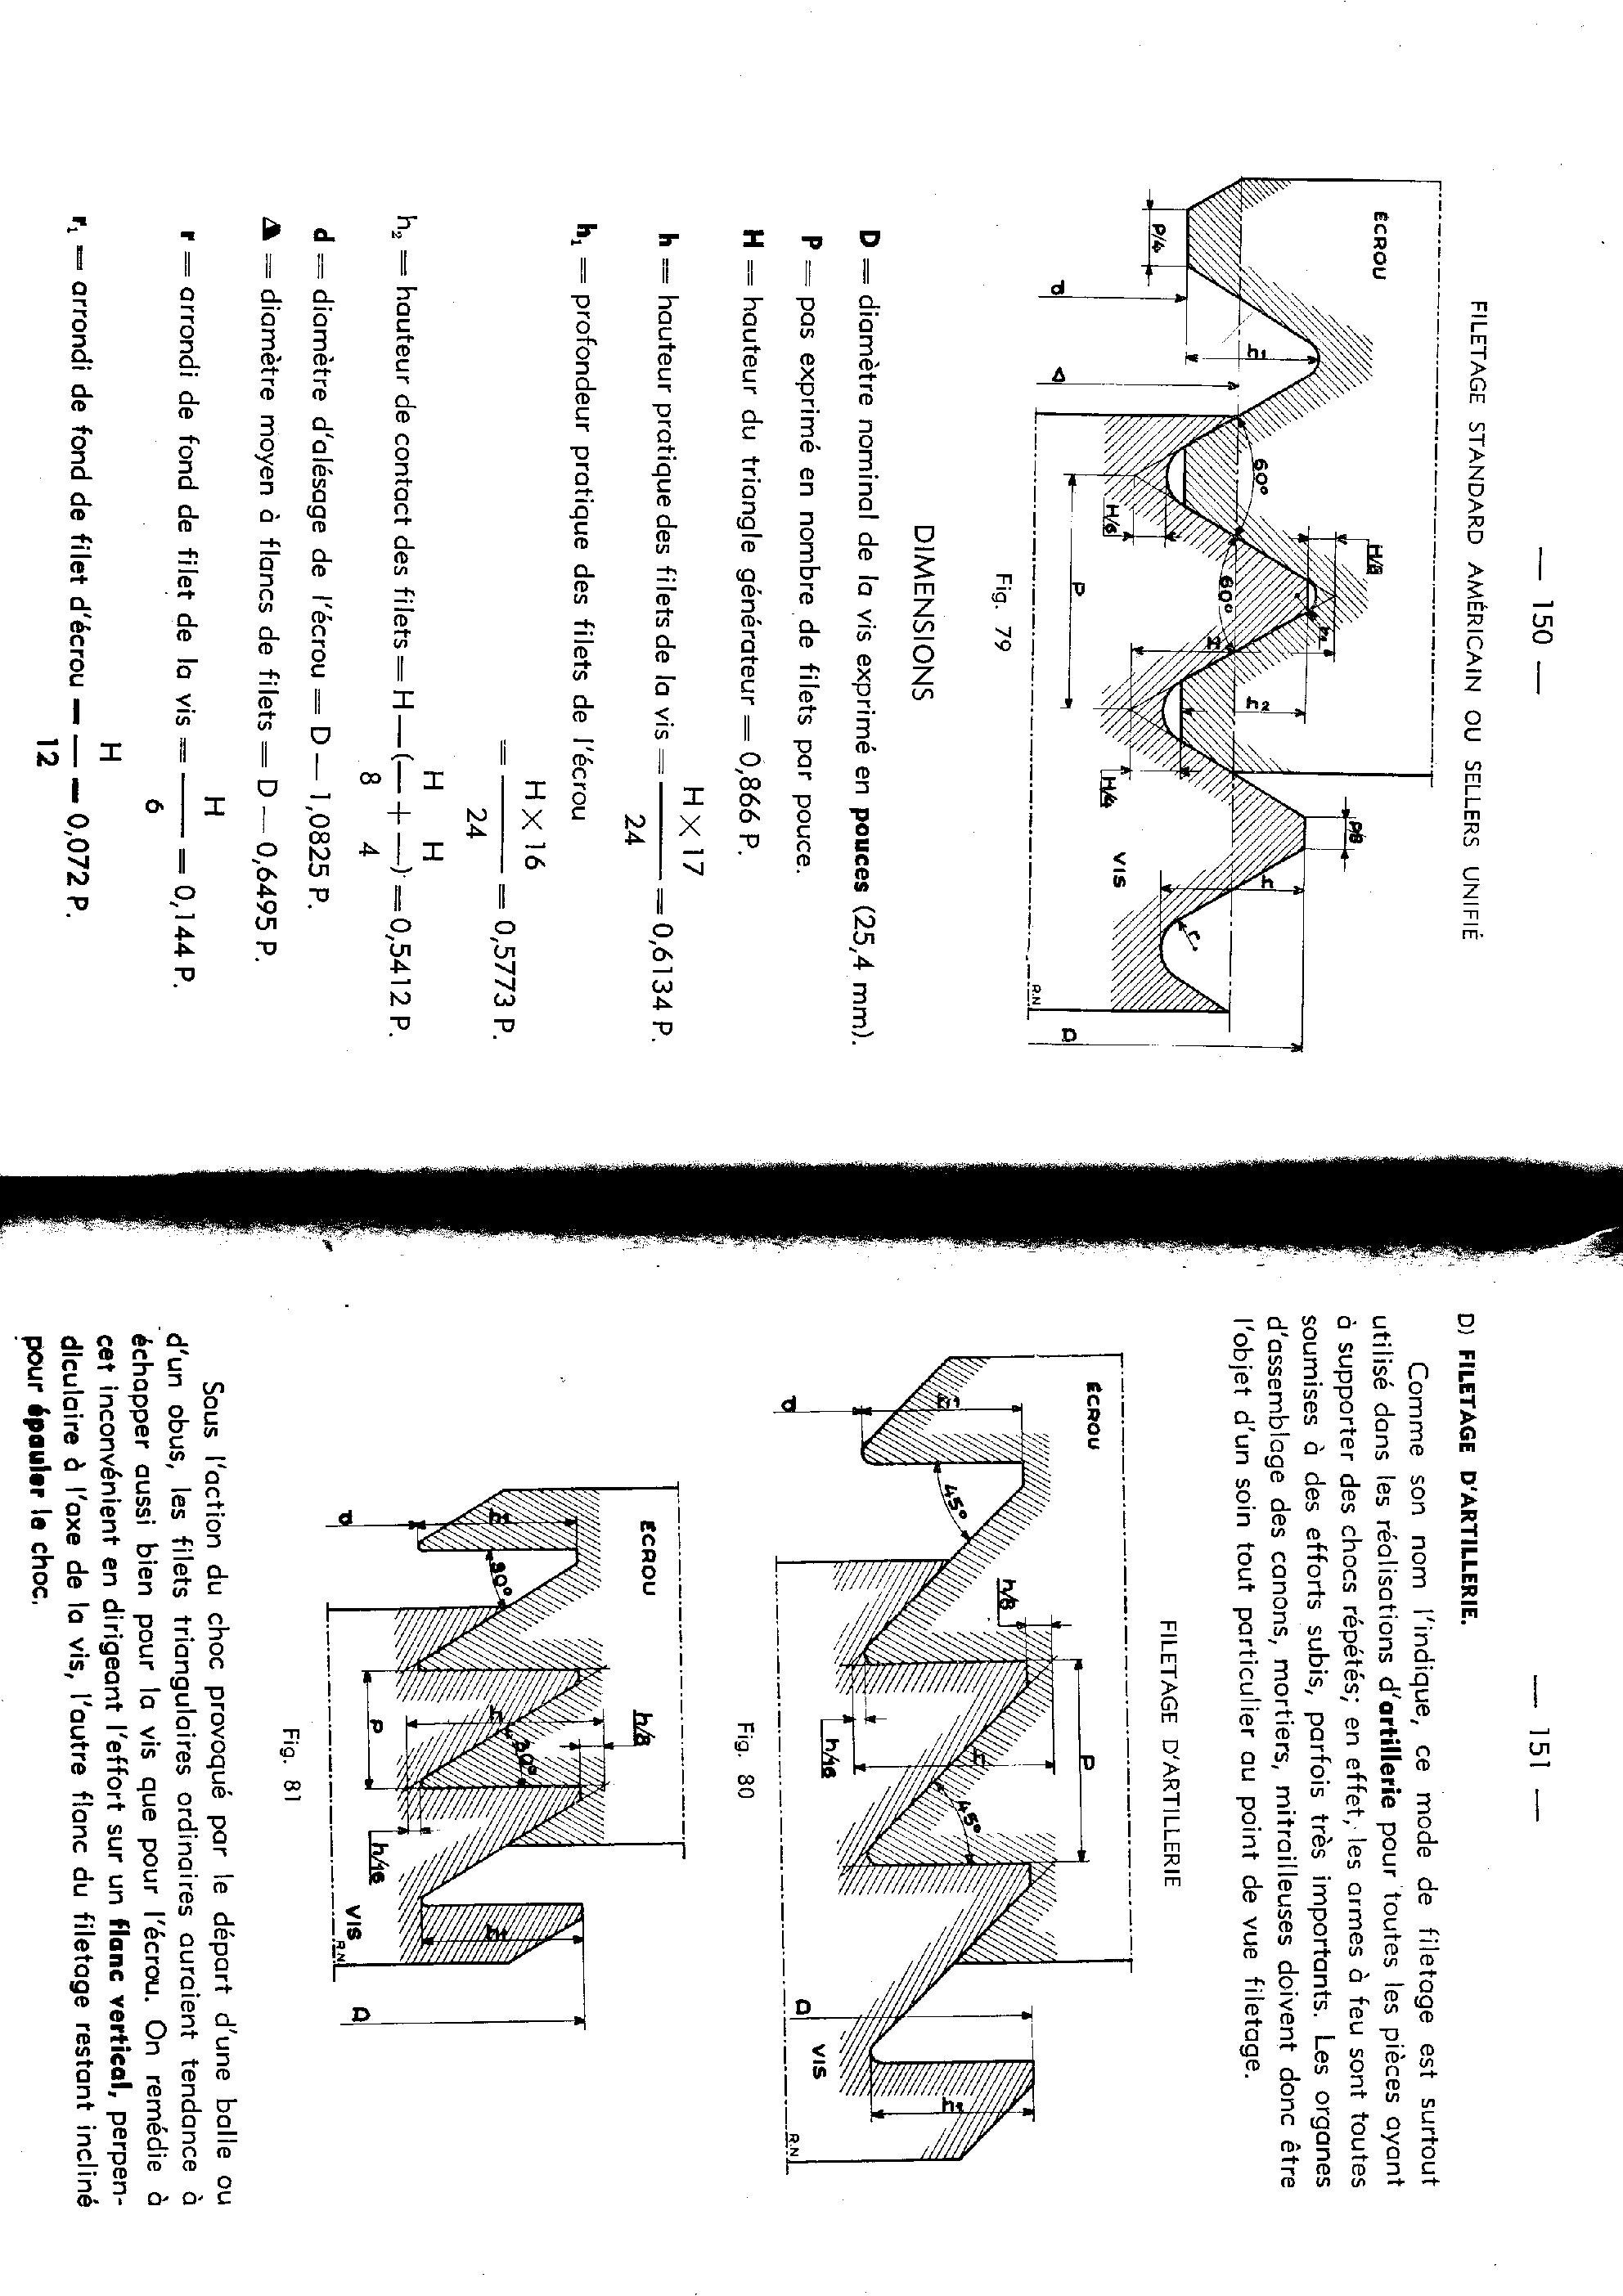 — 150 —
FILETAGE STANDARD AMÉRICAIN OU SELLERS UNIFIÉ
ÉCROU
P/4
d
h1
Δ
60°
H/6
P
60°
H/8
r1
H
h2
H/4
P/8
VIS
h
r
R.N
D
Fig. 79
DIMENSIONS
D = diamètre nominal de la vis exprimé en pouces (25,4 mm).
P = pas exprimé en nombre de filets par pouce.
H = hauteur du triangle générateur = 0,866 P.
H × 17
h = hauteur pratique des filets de la vis = ——— = 0,6134 P.
24
h₁ = profondeur pratique des filets de l'écrou
H × 16
= ——— = 0,5773 P.
24
H H
h₂ = hauteur de contact des filets = H — (— + —) = 0,5412 P.
8 4
d = diamètre d'alésage de l'écrou = D — 1,0825 P.
Δ = diamètre moyen à flancs de filets = D — 0,6495 P.
H
r = arrondi de fond de filet de la vis = — = 0,144 P.
6
H
r₁ = arrondi de fond de filet d'écrou = — = 0,072 P.
12
— 151 —
D) FILETAGE D'ARTILLERIE.
Comme son nom l'indique, ce mode de filetage est surtout
utilisé dans les réalisations d'artillerie pour toutes les pièces ayant
à supporter des chocs répétés; en effet, les armes à feu sont toutes
soumises à des efforts subis, parfois très importants. Les organes
d'assemblage des canons, mortiers, mitrailleuses doivent donc être
l'objet d'un soin tout particulier au point de vue filetage.
FILETAGE D'ARTILLERIE
ÉCROU
d
h1
45°
h/8
P
h/16
h
45°
D
VIS
h1
R.N
Fig. 80
ÉCROU
d
h1
30°
P
h
30°
h/8
h/16
VIS
h1
R.N
D
Fig. 81
Sous l'action du choc provoqué par le départ d'une balle ou
d'un obus, les filets triangulaires ordinaires auraient tendance à
échapper aussi bien pour la vis que pour l'écrou. On remédie à
cet inconvénient en dirigeant l'effort sur un flanc vertical, perpen-
diculaire à l'axe de la vis, l'autre flanc du filetage restant incliné
pour épauler le choc.